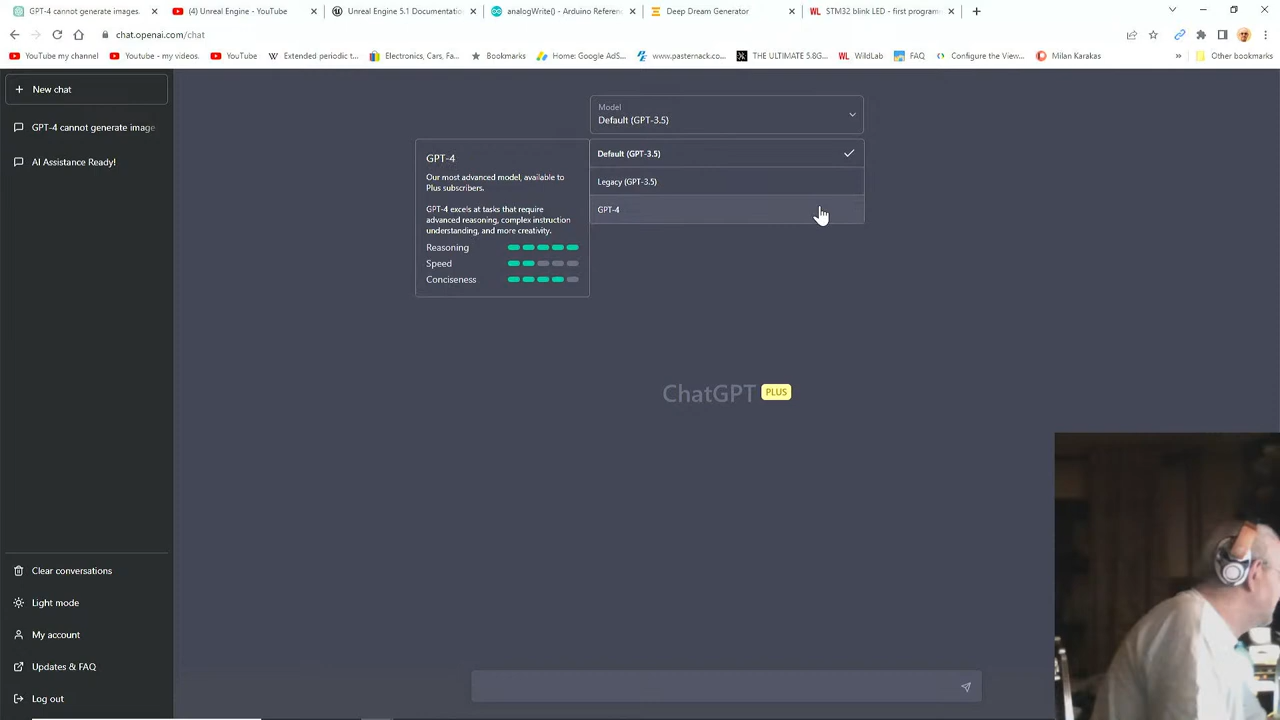 GPT-4 cannot generate images.
(4) Unreal Engine - YouTube
Unreal Engine 5.1 Documentatio
analogWrite() - Arduino Referenc
Deep Dream Generator
STM32 blink LED - first program
chat.openai.com/chat
YouTube my channel
Youtube - my videos.
YouTube
Extended periodic t...
Electronics, Cars, Fa...
Bookmarks
Home: Google AdS...
www.pasternack.co...
THE ULTIMATE 5.8G...
WildLab
FAQ
Configure the View...
Milan Karakas
Other bookmarks
New chat
GPT-4 cannot generate image
AI Assistance Ready!
Model
Default (GPT-3.5)
Default (GPT-3.5)
Legacy (GPT-3.5)
GPT-4
GPT-4
Our most advanced model, available to
Plus subscribers.
GPT-4 excels at tasks that require
advanced reasoning, complex instruction
understanding, and more creativity.
Reasoning
Speed
Conciseness
ChatGPT PLUS
Clear conversations
Light mode
My account
Updates & FAQ
Log out